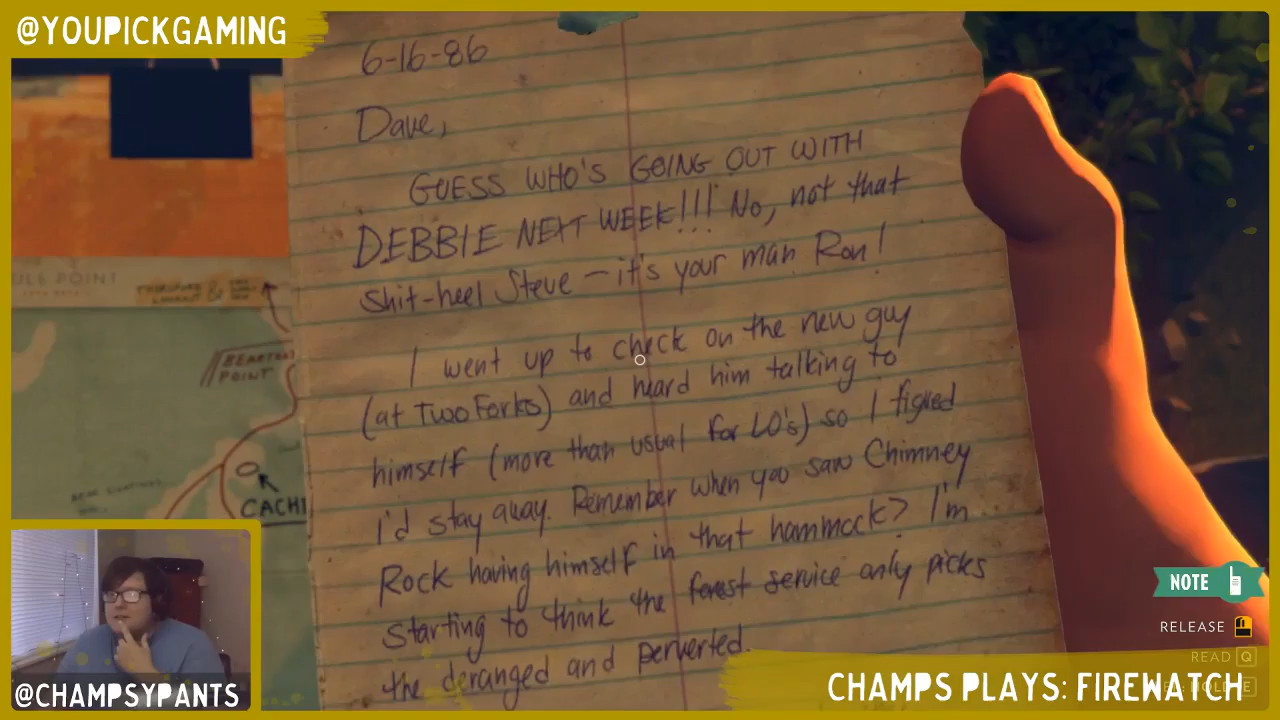 @YOUPICKGAMING
6-16-86
Dave,
GUESS WHO'S GOING OUT WITH
DEBBIE NEXT WEEK!!! No, not that
shit-heel Steve – it's your man Ron!
I went up to check on the new guy
(at Two Forks) and heard him talking to
himself (more than usual for LO's) so I figred
I'd stay away. Remember when you saw Chimney
Rock having himself in that hammock? I'm
starting to think the forest service only picks
the deranged and perverted.
BEARTOOTH
POINT
NOTE
RELEASE
READ Q
@CHAMPSYPANTS
CHAMPS PLAYS: FIREWATCH